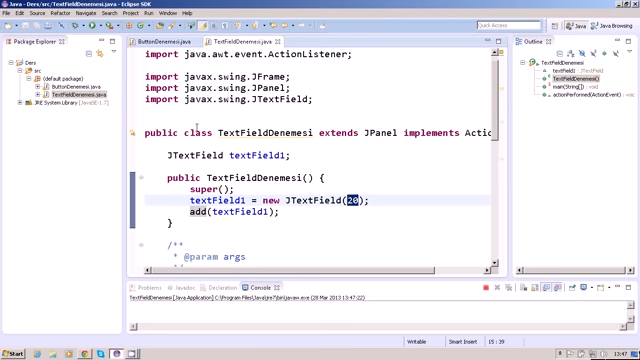 Java - Ders/src/TextFieldDenemesi.java - Eclipse SDK
File Edit Source Refactor Navigate Search Project Run Window Help
Quick Access
Java
Java Browsing
Package Explorer
Ders
src
(default package)
ButtonDenemesi.java
TextFieldDenemesi.java
JRE System Library [JavaSE-1.7]
ButtonDenemesi.java
TextFieldDenemesi.java
import java.awt.event.ActionListener;
import javax.swing.JFrame;
import javax.swing.JPanel;
import javax.swing.JTextField;
public class TextFieldDenemesi extends JPanel implements Actio
JTextField textField1;
public TextFieldDenemesi() {
super();
textField1 = new JTextField(20);
add(textField1);
}
/**
* @param args
*/
Outline
TextFieldDenemesi
textField1 : JTextField
TextFieldDenemesi()
main(String[]) : void
actionPerformed(ActionEvent)
Problems
Javadoc
Declaration
Console
TextFieldDenemesi [Java Application] C:\Program Files\Java\jre7\bin\javaw.exe (28 Mar 2013 13:47:22)
Writable
Smart Insert
15 : 39
Start
13:47